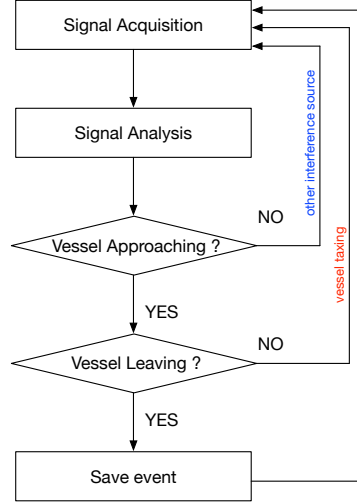 Signal Acquisition
Signal Analysis
Vessel Approaching ?
NO
other interference source
vessel taxing
YES
Vessel Leaving ?
NO
YES
Save event